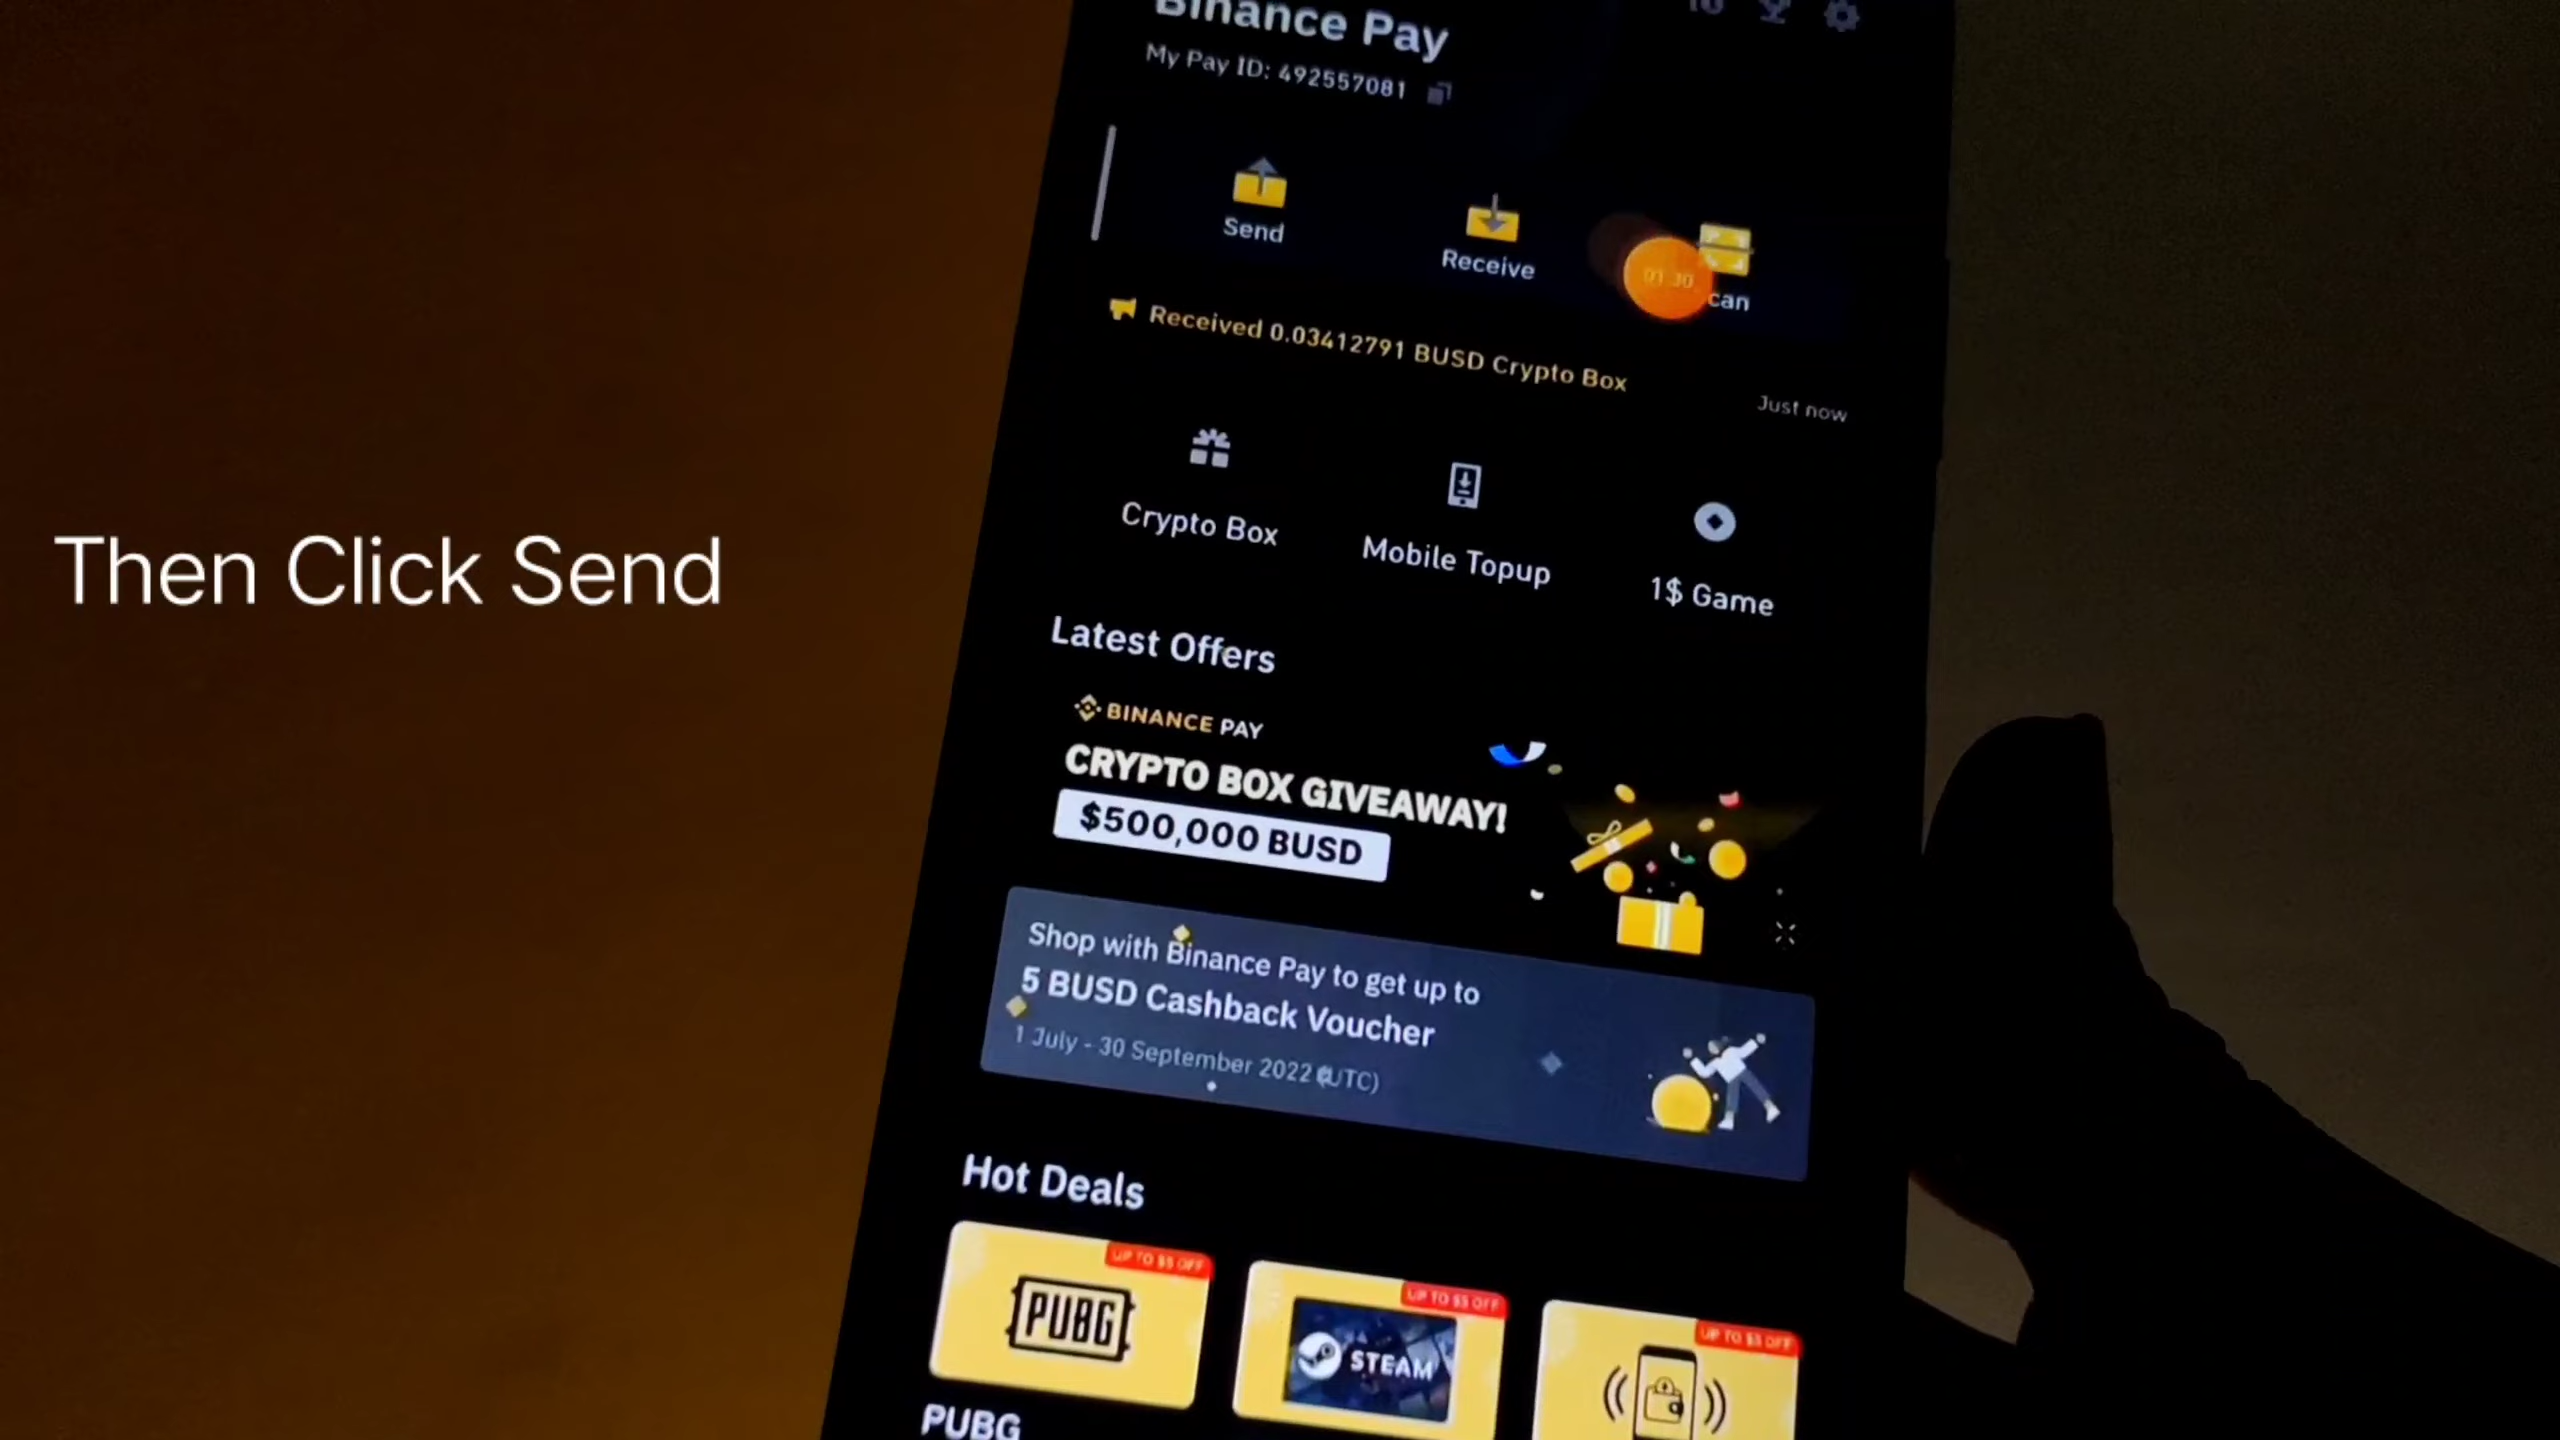 Binance Pay
My Pay ID: 492557081
Send
Receive
01:30
can
Received 0.03412791 BUSD Crypto Box
Just now
Crypto Box
Mobile Topup
1$ Game
Then Click Send
Latest Offers
BINANCE PAY
CRYPTO BOX GIVEAWAY!
$500,000 BUSD
Shop with Binance Pay to get up to
5 BUSD Cashback Voucher
1 July - 30 September 2022 (UTC)
Hot Deals
UP TO $5 OFF
UP TO $5 OFF
UP TO $5 OFF
PUBG
STEAM
PUBG